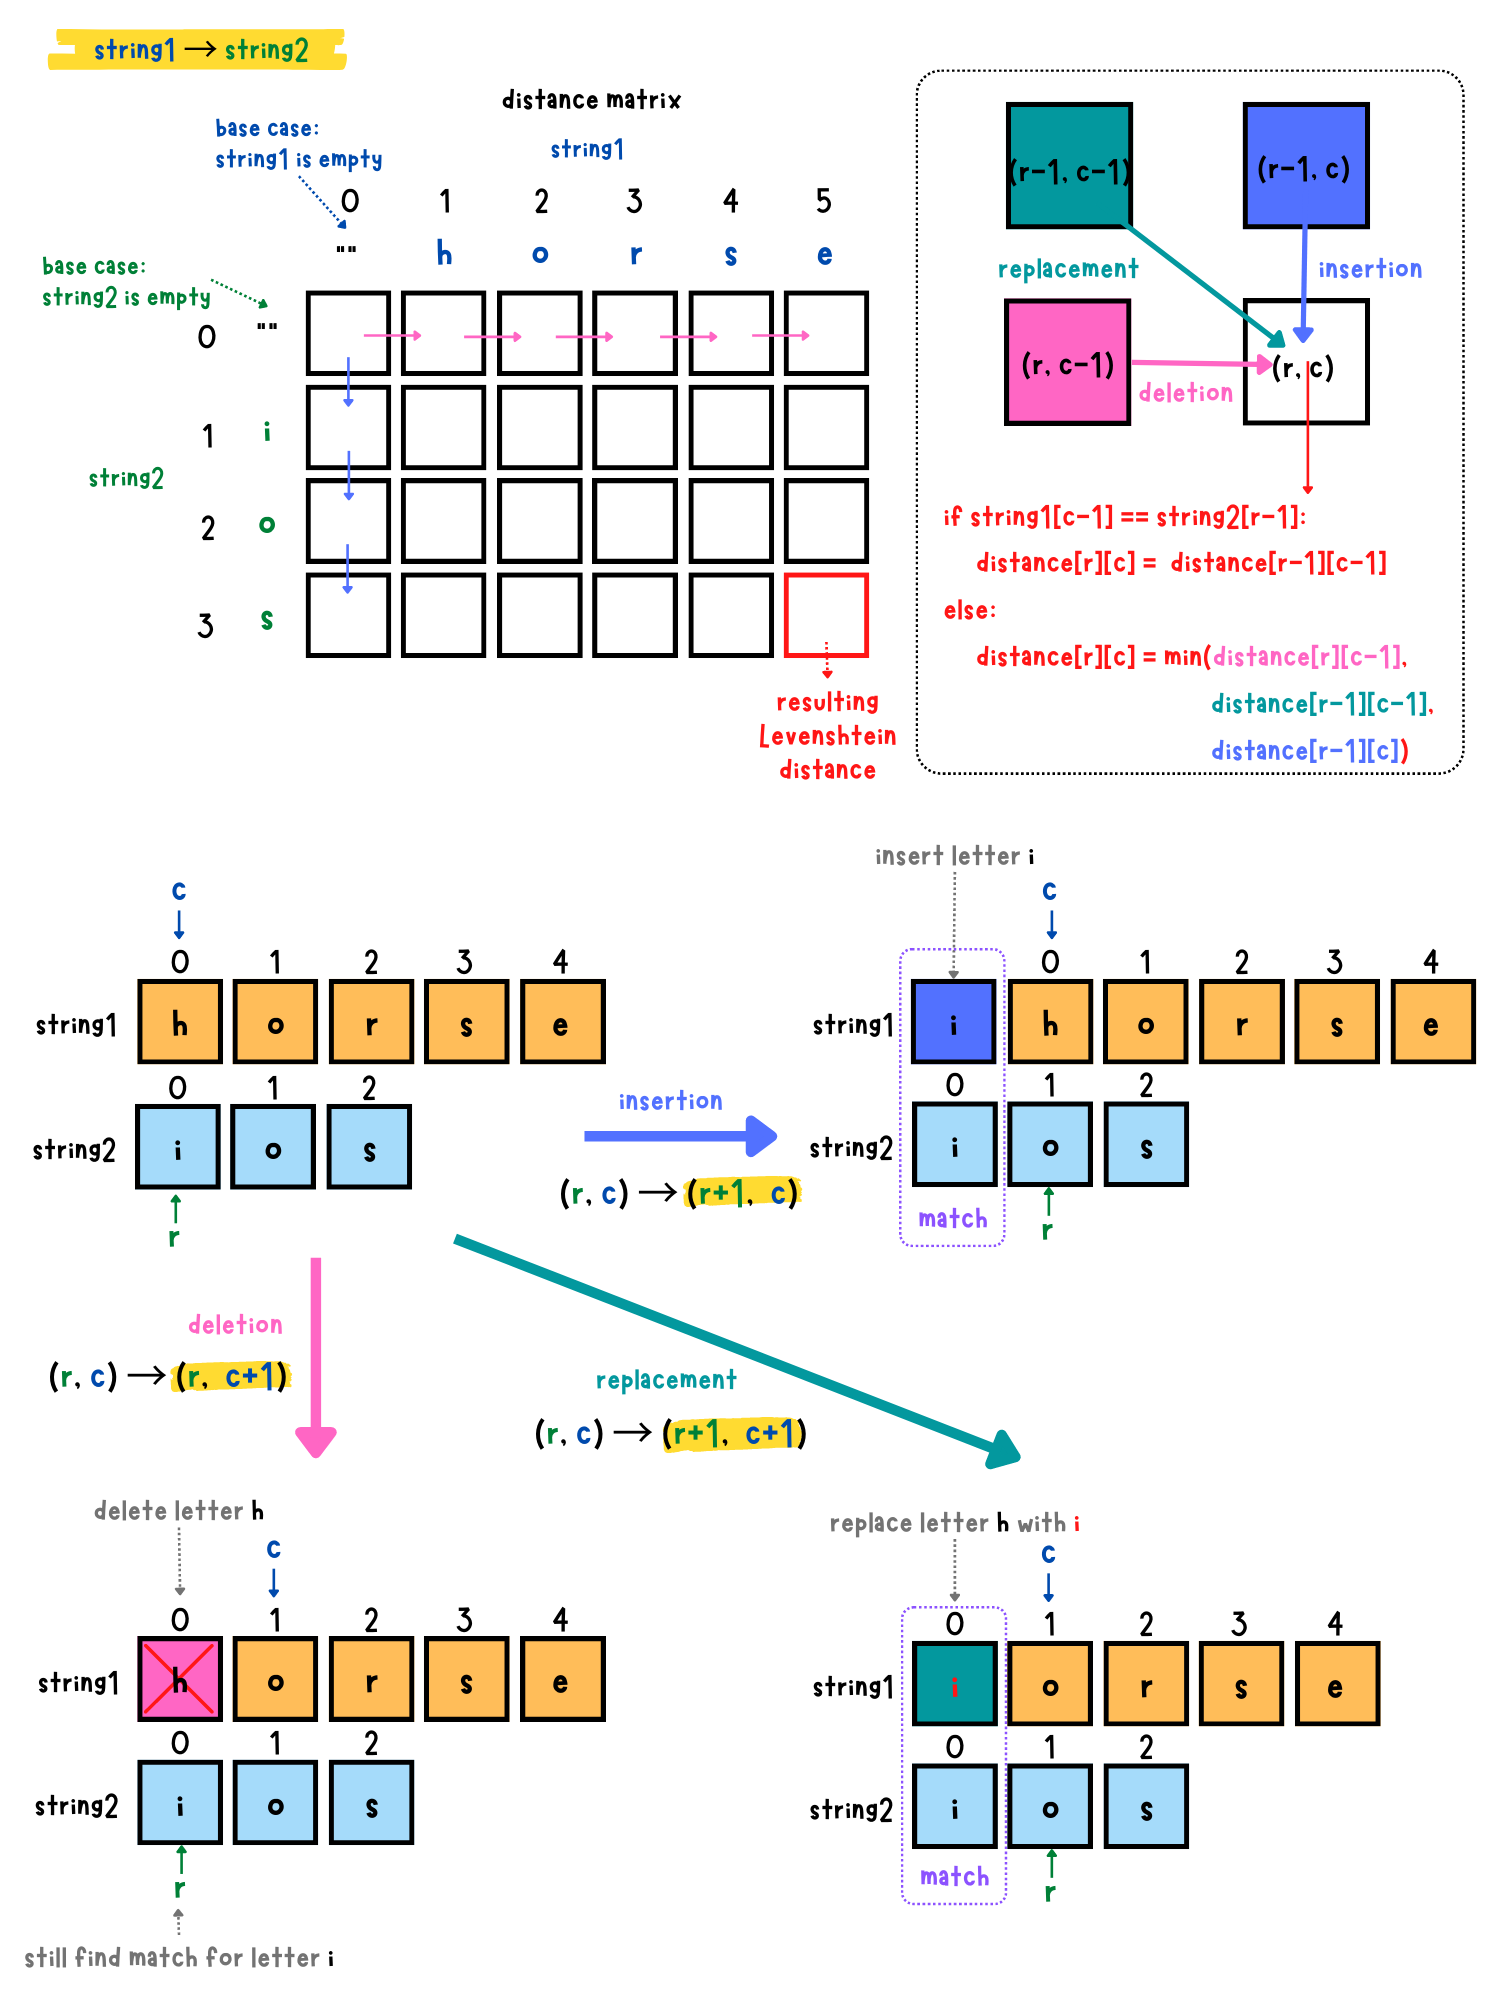 string1 → string2
distance matrix
base case:
string1 is empty
string1
0 1 2 3 4 5
"" h o r s e
base case:
string2 is empty
0 ""
1 i
string2
2 o
3 s
resulting
Levenshtein
distance
(r-1, c-1) (r-1, c)
replacement insertion
(r, c-1) (r, c)
deletion
if string1[c-1] == string2[r-1]:
distance[r][c] = distance[r-1][c-1]
else:
distance[r][c] = min(distance[r][c-1],
distance[r-1][c-1],
distance[r-1][c])
c
0 1 2 3 4
string1 h o r s e
0 1 2
string2 i o s
r
insertion
(r, c) → (r+1, c)
insert letter i
c
0 1 2 3 4
string1 i h o r s e
0 1 2
string2 i o s
match r
deletion
(r, c) → (r, c+1)
replacement
(r, c) → (r+1, c+1)
delete letter h
c
0 1 2 3 4
string1 h o r s e
0 1 2
string2 i o s
r
still find match for letter i
replace letter h with i
c
0 1 2 3 4
string1 i o r s e
0 1 2
string2 i o s
match r